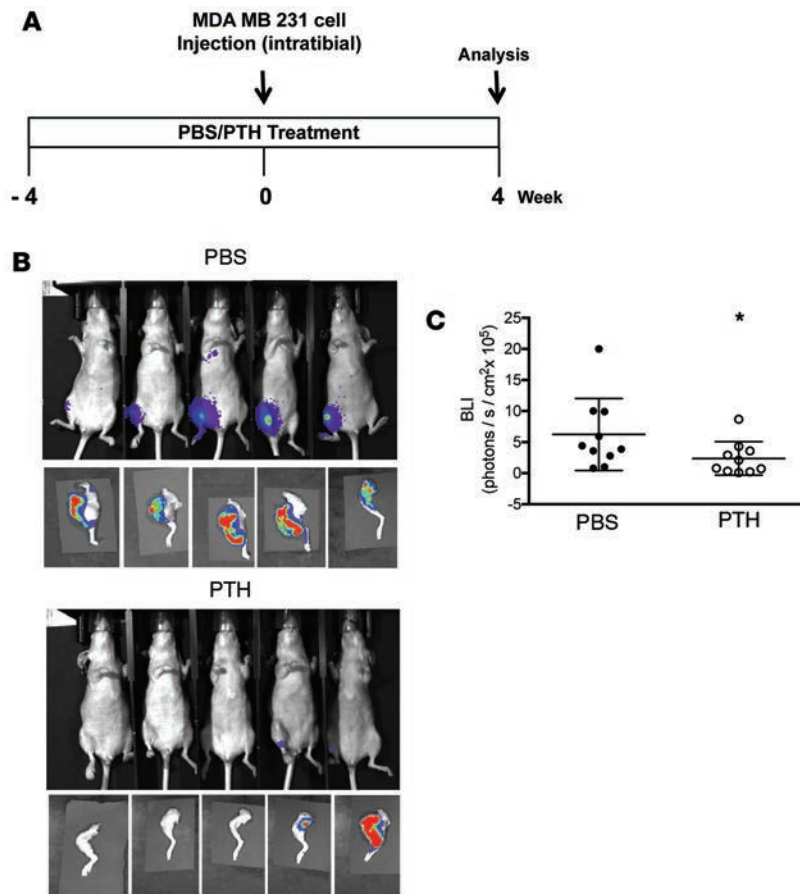 A
MDA MB 231 cell
Injection (intratibial)
Analysis
PBS/PTH Treatment
- 4
0
4
Week
B
PBS
PTH
C
*
25
20
15
10
5
0
-5
BLI
(photons / s / cm²x 10⁵)
PBS
PTH